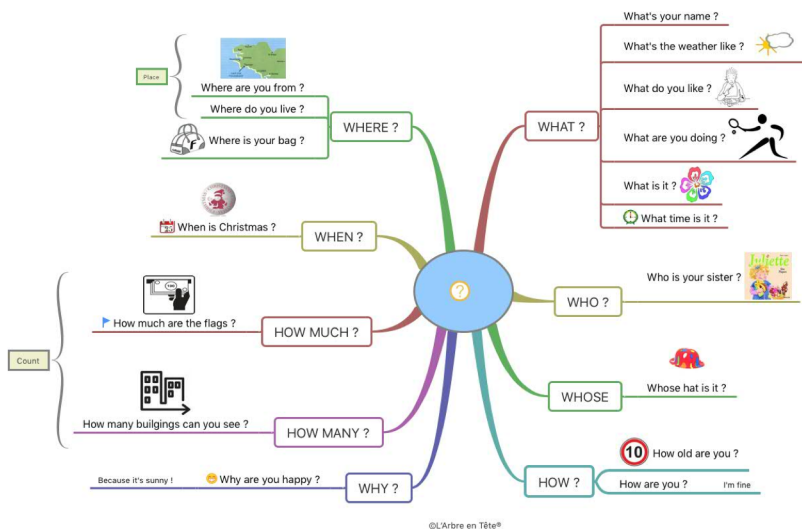 What's your name ?
What's the weather like ?
What do you like ?
What are you doing ?
What is it ?
What time is it ?
WHAT ?
Who is your sister ?
Juliette
WHO ?
Whose hat is it ?
WHOSE
10
How old are you ?
How are you ?
I'm fine
HOW ?
Place
Where are you from ?
Where do you live ?
Where is your bag ?
WHERE ?
When is Christmas ?
WHEN ?
Count
How much are the flags ?
HOW MUCH ?
How many builgings can you see ?
HOW MANY ?
Because it's sunny !
Why are you happy ?
WHY ?
?
©L'Arbre en Tête®